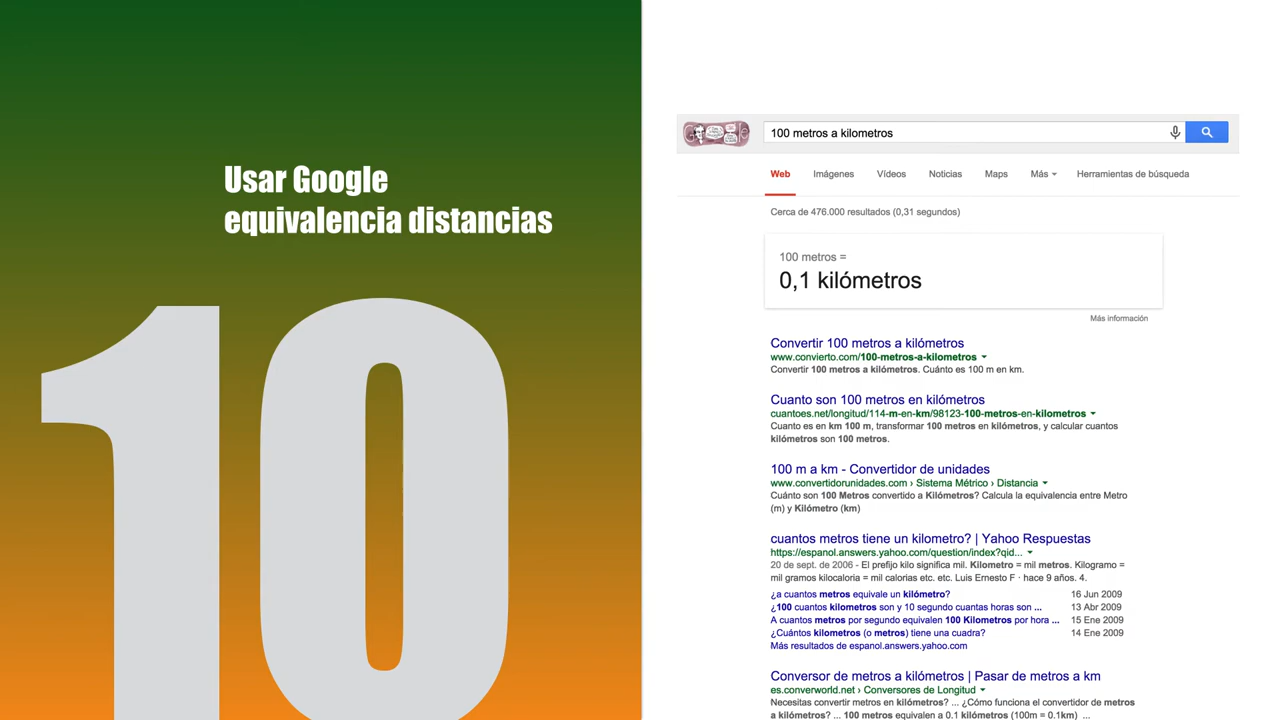 Usar Google
equivalencia distancias
10
100 metros a kilometros
Web Imágenes Vídeos Noticias Maps Más Herramientas de búsqueda
Cerca de 476.000 resultados (0,31 segundos)
100 metros =
0,1 kilómetros
Más información
Convertir 100 metros a kilómetros
www.convierto.com/100-metros-a-kilometros
Convertir 100 metros a kilómetros. Cuánto es 100 m en km.
Cuanto son 100 metros en kilómetros
cuantoes.net/longitud/114-m-en-km/98123-100-metros-en-kilometros
Cuanto es en km 100 m, transformar 100 metros en kilómetros, y calcular cuantos
kilómetros son 100 metros.
100 m a km - Convertidor de unidades
www.convertidorunidades.com › Sistema Métrico › Distancia
Cuánto son 100 Metros convertido a Kilómetros? Calcula la equivalencia entre Metro
(m) y Kilómetro (km)
cuantos metros tiene un kilometro? | Yahoo Respuestas
https://espanol.answers.yahoo.com/question/index?qid...
20 de sept. de 2006 - El prefijo kilo significa mil. Kilometro = mil metros. Kilogramo =
mil gramos kilocaloria = mil calorias etc. etc. Luis Ernesto F · hace 9 años. 4.
¿a cuantos metros equivale un kilómetro? 16 Jun 2009
¿100 cuantos kilometros son y 10 segundo cuantas horas son ... 13 Abr 2009
A cuantos metros por segundo equivalen 100 Kilometros por hora ... 15 Ene 2009
¿Cuántos kilometros (o metros) tiene una cuadra? 14 Ene 2009
Más resultados de espanol.answers.yahoo.com
Conversor de metros a kilómetros | Pasar de metros a km
es.converworld.net › Conversores de Longitud
Necesitas convertir metros en kilómetros? ... ¿Cómo funciona el convertidor de metros
a kilómetros? ... 100 metros equivalen a 0.1 kilómetros (100m = 0.1km) ...